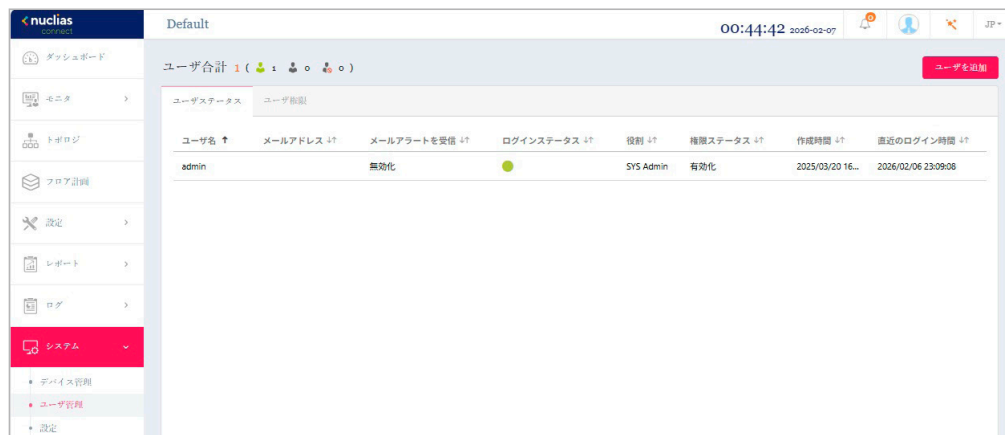 nuclias
connect
Default
00:44:42 2026-02-07
0
JP
ダッシュボード
モニタ
トポロジ
フロア計画
設定
レポート
ログ
システム
デバイス管理
ユーザ管理
設定
ユーザ合計 1 ( 1 0 0 )
ユーザを追加
ユーザステータス ユーザ権限
ユーザ名 メールアドレス メールアラートを受信 ログインステータス 役割 権限ステータス 作成時間 直近のログイン時間
admin 無効化 SYS Admin 有効化 2025/03/20 16... 2026/02/06 23:09:08